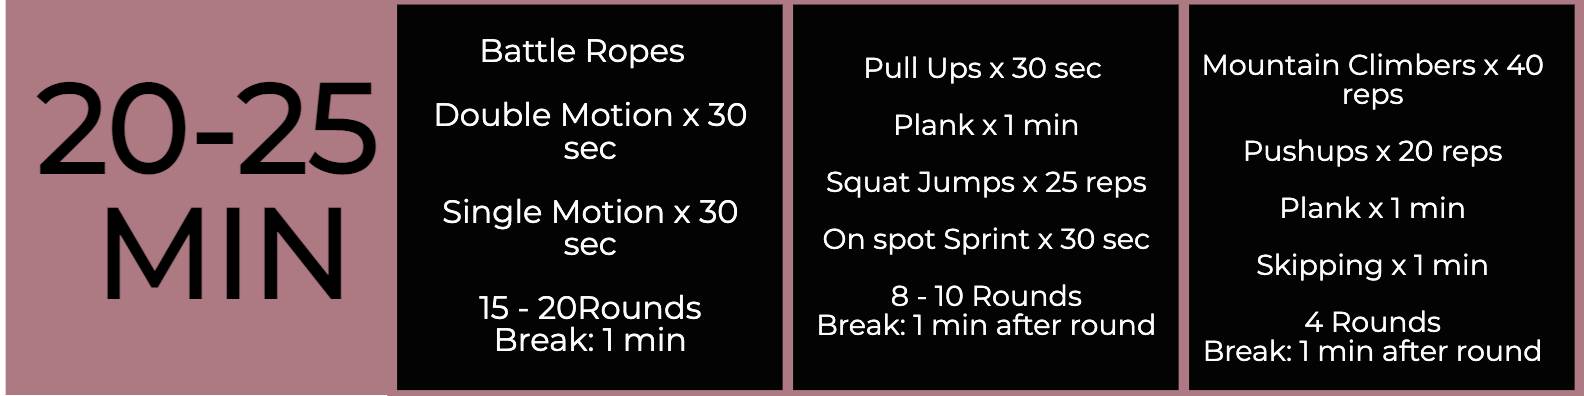 20-25
MIN
Battle Ropes
Double Motion x 30
sec
Single Motion x 30
sec
15 - 20Rounds
Break: 1 min
Pull Ups x 30 sec
Plank x 1 min
Squat Jumps x 25 reps
On spot Sprint x 30 sec
8 - 10 Rounds
Break: 1 min after round
Mountain Climbers x 40
reps
Pushups x 20 reps
Plank x 1 min
Skipping x 1 min
4 Rounds
Break: 1 min after round